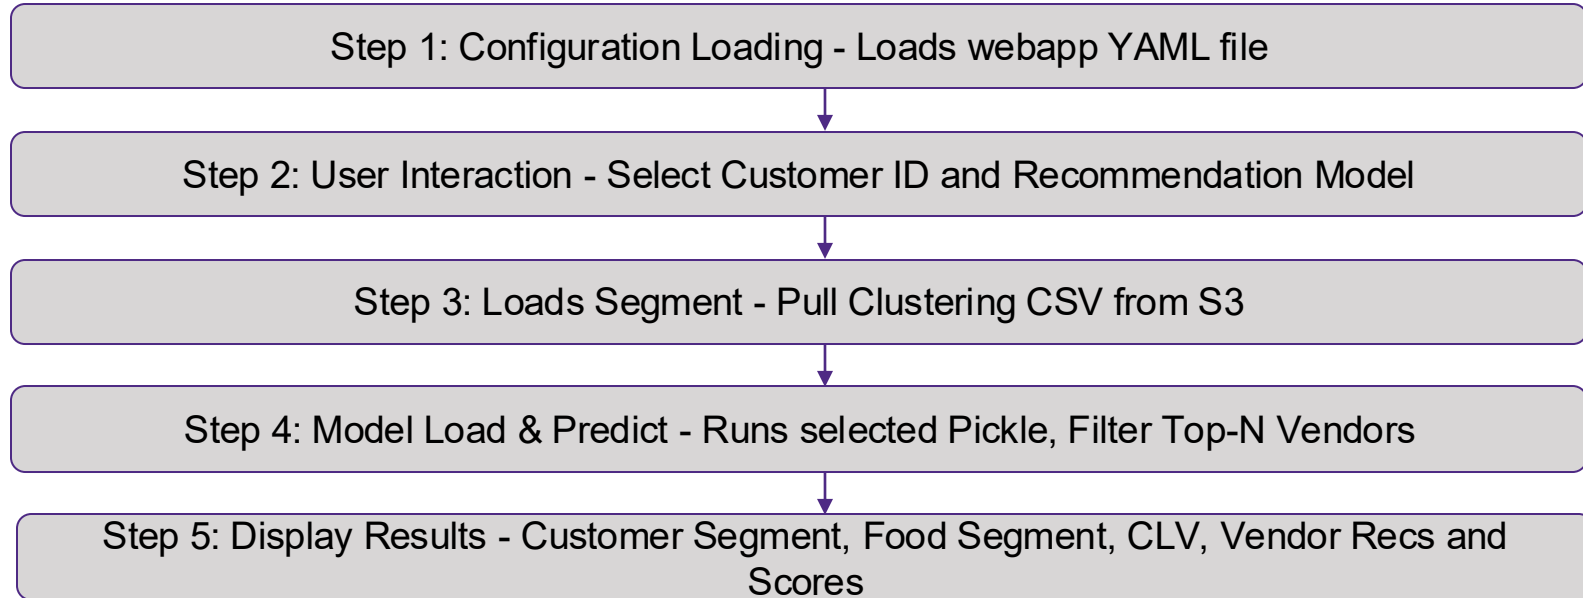 Step 1: Configuration Loading - Loads webapp YAML file
Step 2: User Interaction - Select Customer ID and Recommendation Model
Step 3: Loads Segment - Pull Clustering CSV from S3
Step 4: Model Load & Predict - Runs selected Pickle, Filter Top-N Vendors
Step 5: Display Results - Customer Segment, Food Segment, CLV, Vendor Recs and
Scores